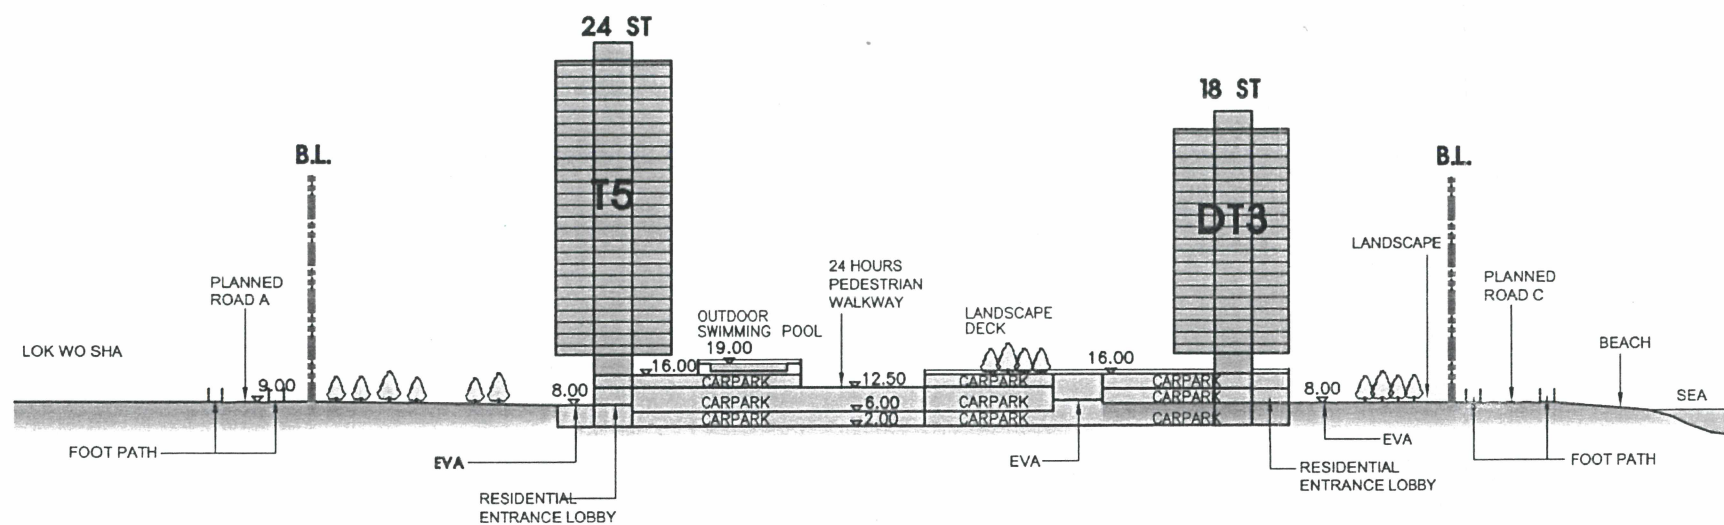 24 ST
18 ST
B.L.
B.L.
T5
DT3
LANDSCAPE
24 HOURS
PEDESTRIAN
WALKWAY
PLANNED
ROAD A
PLANNED
ROAD C
OUTDOOR
SWIMMING POOL
LANDSCAPE
DECK
LOK WO SHA
19.00
16.00
16.00
BEACH
9.00
8.00
CARPARK
12.50
CARPARK
CARPARK
8.00
SEA
CARPARK
6.00
CARPARK
CARPARK
CARPARK
2.00
CARPARK
CARPARK
FOOT PATH
EVA
EVA
EVA
FOOT PATH
RESIDENTIAL
ENTRANCE LOBBY
RESIDENTIAL
ENTRANCE LOBBY